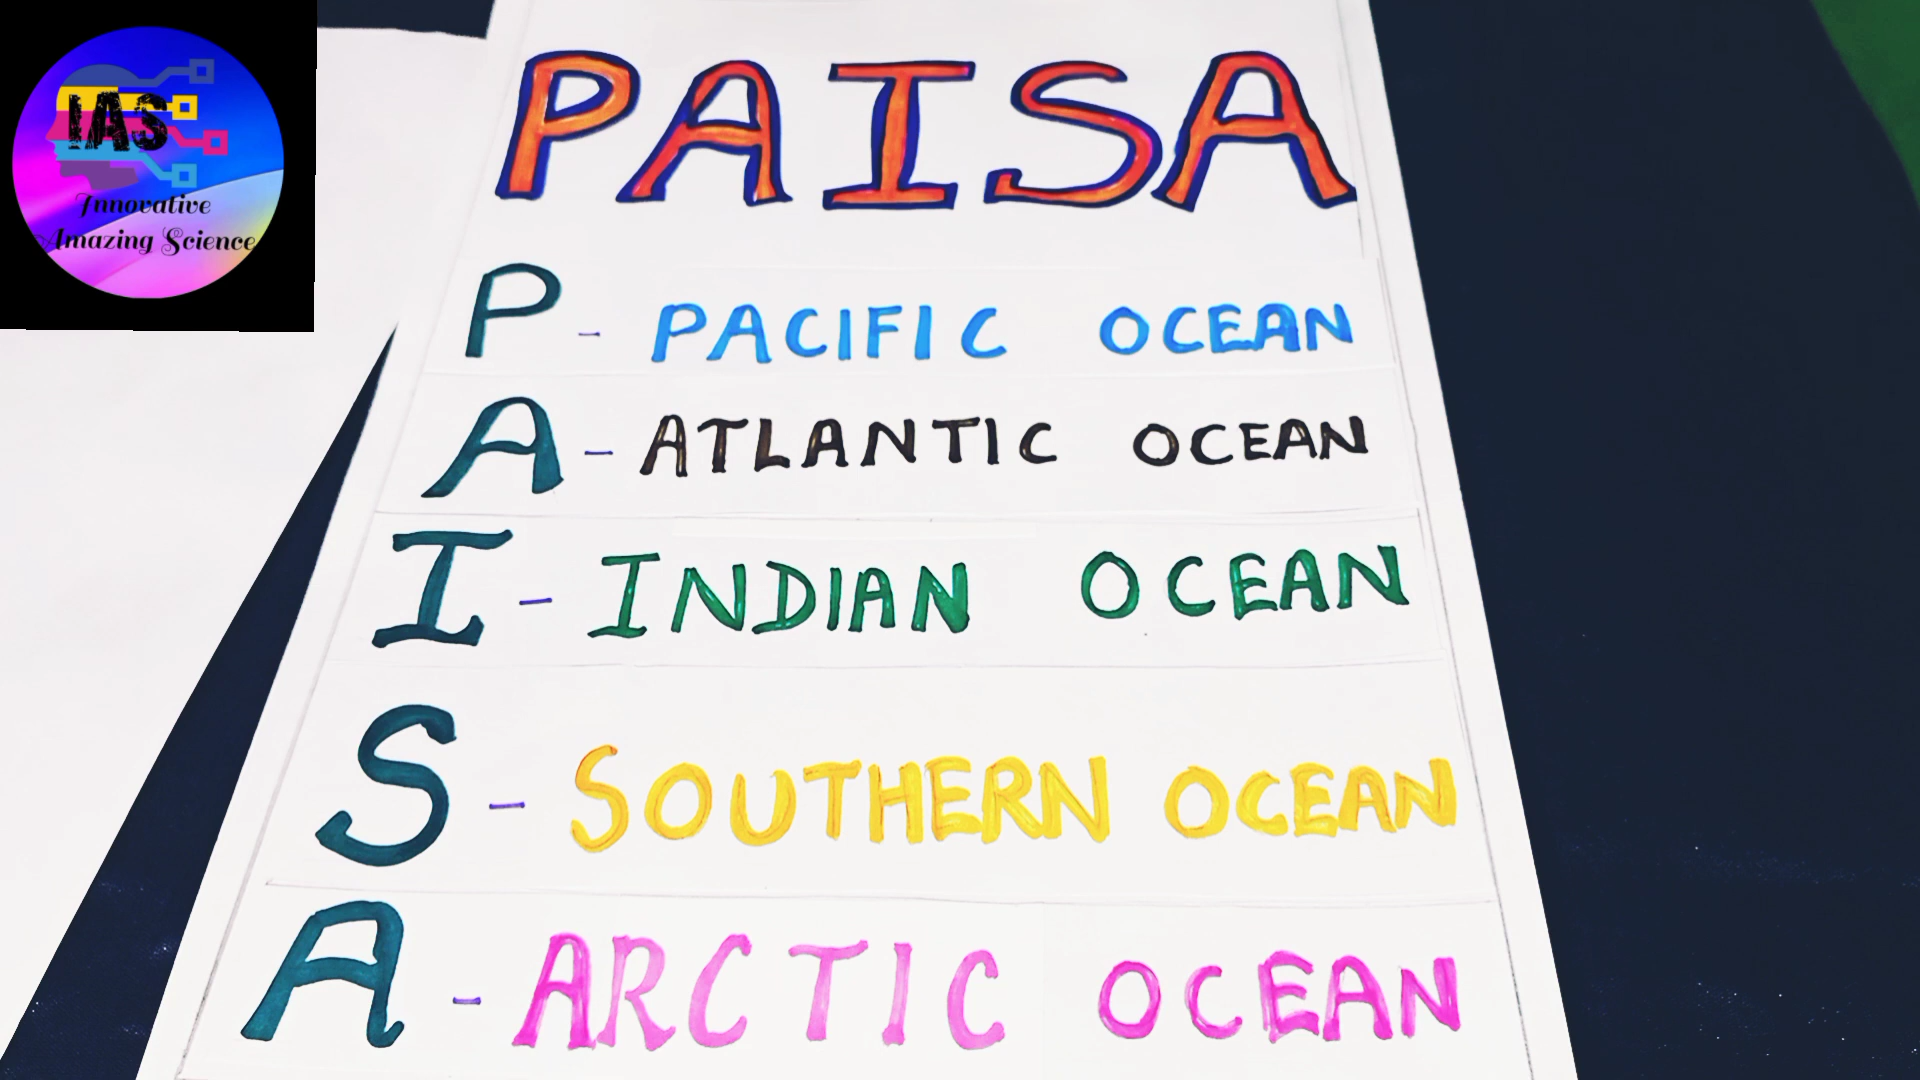 IAS
Innovative
Amazing Science
PAISA
P - PACIFIC OCEAN
A - ATLANTIC OCEAN
I - INDIAN OCEAN
S - SOUTHERN OCEAN
A - ARCTIC OCEAN